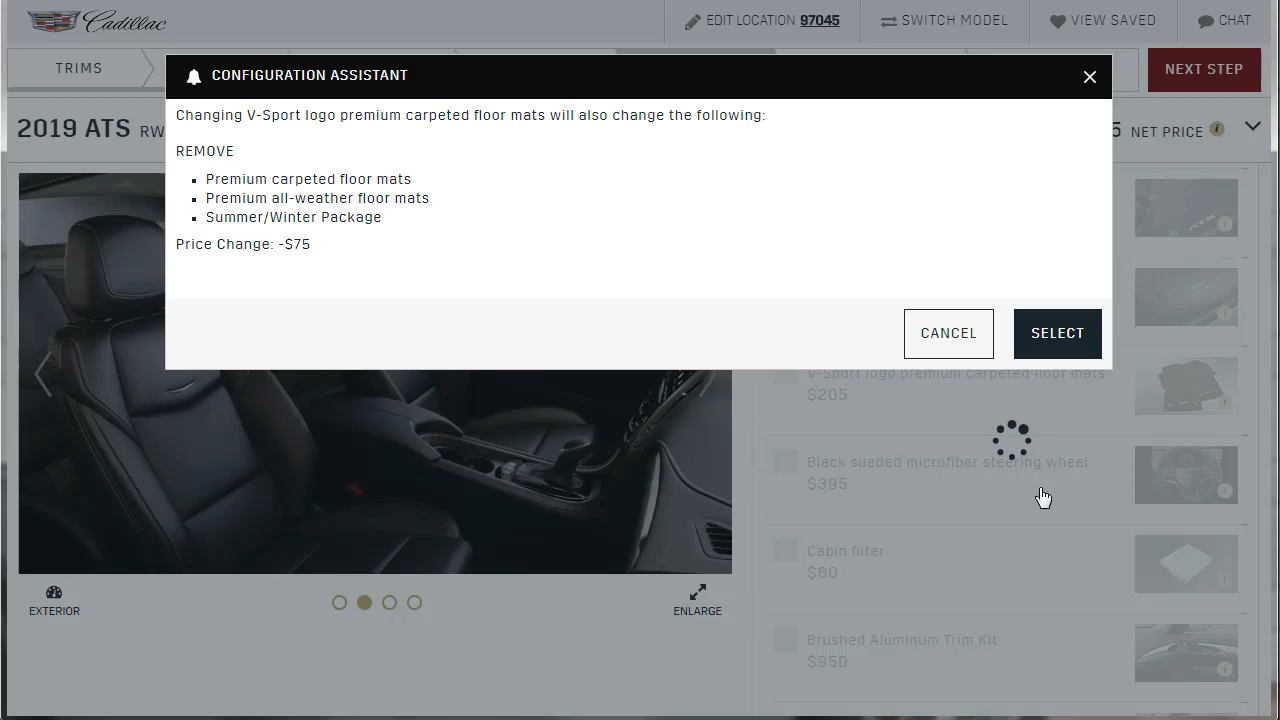 Cadillac
EDIT LOCATION 97045
SWITCH MODEL
VIEW SAVED
CHAT
TRIMS
NEXT STEP
CONFIGURATION ASSISTANT
2019 ATS RW
5 NET PRICE
Changing V-Sport logo premium carpeted floor mats will also change the following:
REMOVE
Premium carpeted floor mats
Premium all-weather floor mats
Summer/Winter Package
Price Change: -$75
CANCEL
SELECT
V-Sport logo premium carpeted floor mats
$205
Black sueded microfiber steering wheel
$395
Cabin filter
$60
Brushed Aluminum Trim Kit
$950
EXTERIOR
ENLARGE